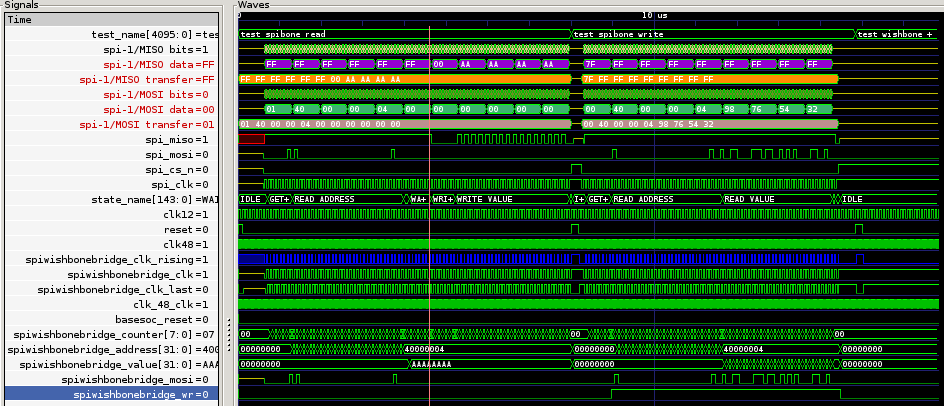 Signals
Waves
Time
0
10 us
test_name[4095:0] =tes
test spibone read
test spibone write
test wishbone +
spi-1/MISO bits=1
spi-1/MISO data=FF
FF FF FF FF FF FF 00 AA AA AA AA
7F FF FF FF FF FF FF FF FF
spi-1/MISO transfer=FF
FF FF FF FF FF FF 00 AA AA AA AA
7F FF FF FF FF FF FF FF FF
spi-1/MOSI bits=0
spi-1/MOSI data=00
01 40 00 00 04 00 00 00 00 00 00
00 40 00 00 04 98 76 54 32
spi-1/MOSI transfer=01
01 40 00 00 04 00 00 00 00 00 00
00 40 00 00 04 98 76 54 32
spi_miso=1
spi_mosi=0
spi_cs_n=0
spi_clk=0
state_name[143:0] =WAI
IDLE GET+ READ ADDRESS WA+ WRI+ WRITE VALUE I+ GET+ READ ADDRESS READ VALUE IDLE
clk12=1
reset=0
clk48=1
spiwishbonebridge_clk_rising=1
spiwishbonebridge_clk=1
spiwishbonebridge_clk_last=0
clk_48_clk=1
basesoc_reset=0
spiwishbonebridge_counter[7:0] =07
00 00 00
spiwishbonebridge_address[31:0] =400
00000000 40000004 00000000 40000004 00000000
spiwishbonebridge_value[31:0] =AAA
00000000 AAAAAAAA 00000000 00000000
spiwishbonebridge_mosi=0
spiwishbonebridge_wr=0